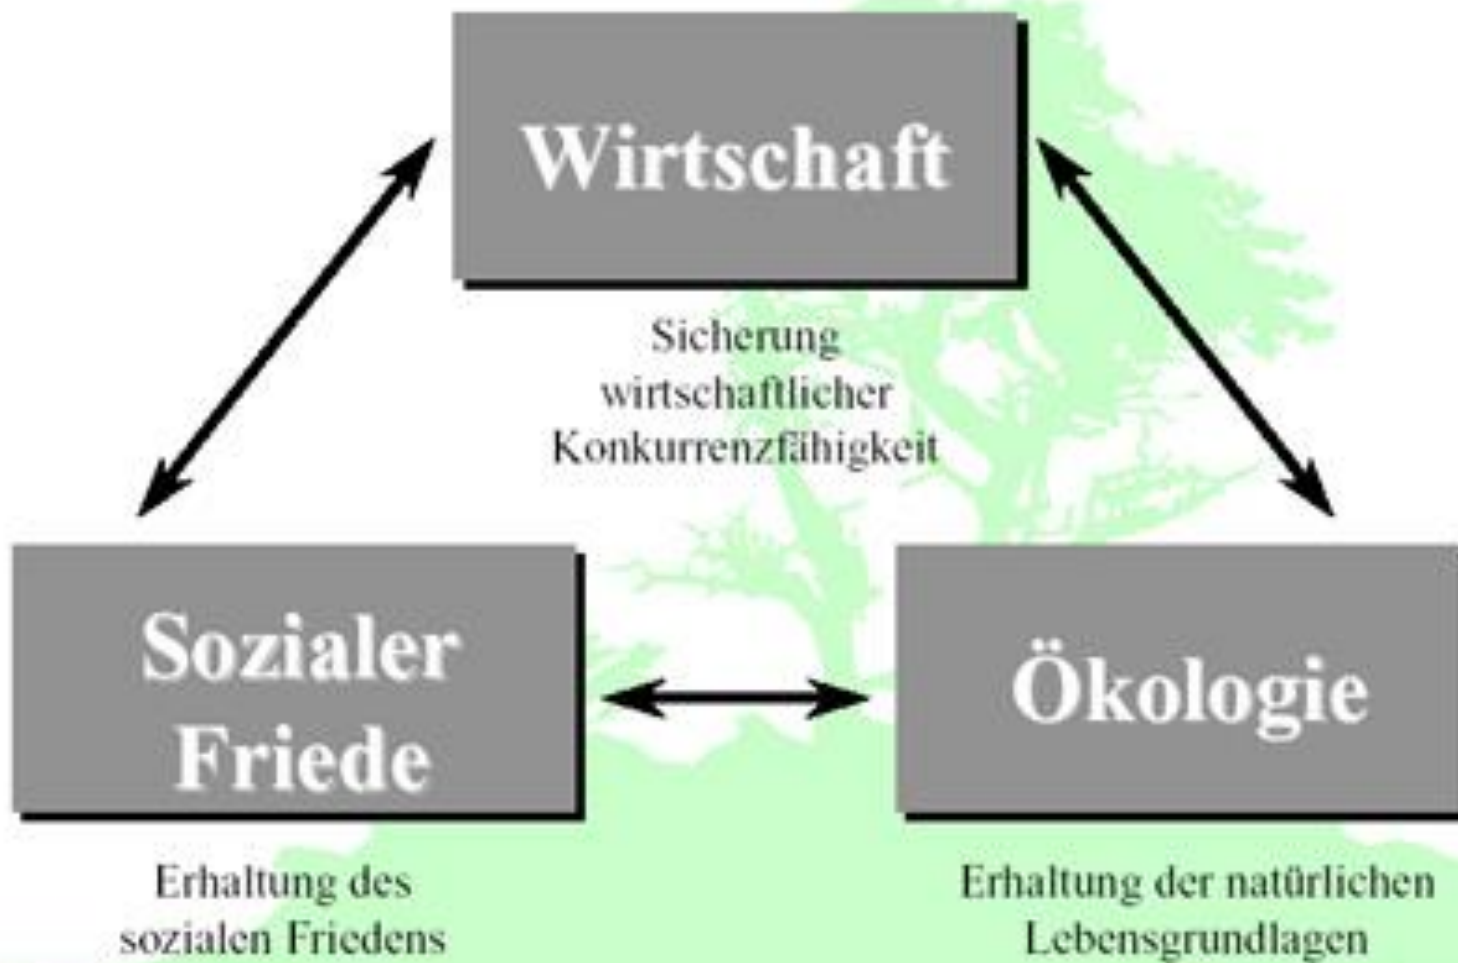 Wirtschaft
Sicherung
wirtschaftlicher
Konkurrenzfähigkeit
Sozialer
Friede
Erhaltung des
sozialen Friedens
Ökologie
Erhaltung der natürlichen
Lebensgrundlagen